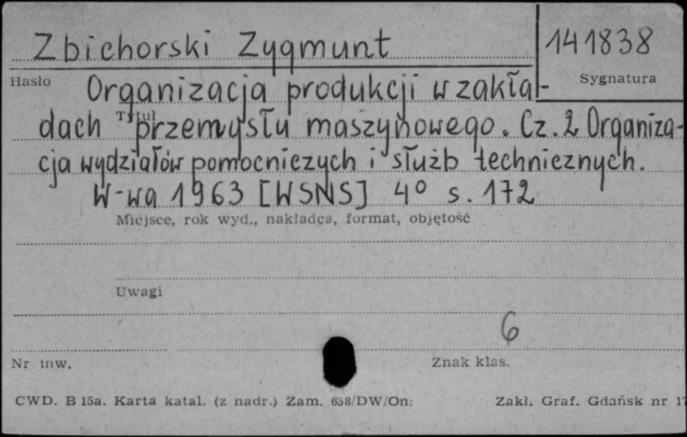 Zbichorski Zygmunt 141838
Hasło Sygnatura
Organizacja produkcji w zakła-
Tytuł
dach przemysłu maszynowego. Cz. 2 Organiza-
cja wydziałów pomocniczych i służb technicznych.
W-wa 1963 [WSNS] 4° s. 172
Miejsce, rok wyd., nakładca, format, objętość
Uwagi
6
Nr inw. Znak klas.
CWD. B 15a. Karta katal. (z nadr.) Zam. 658/DW/On. Zakł. Graf. Gdańsk nr 17